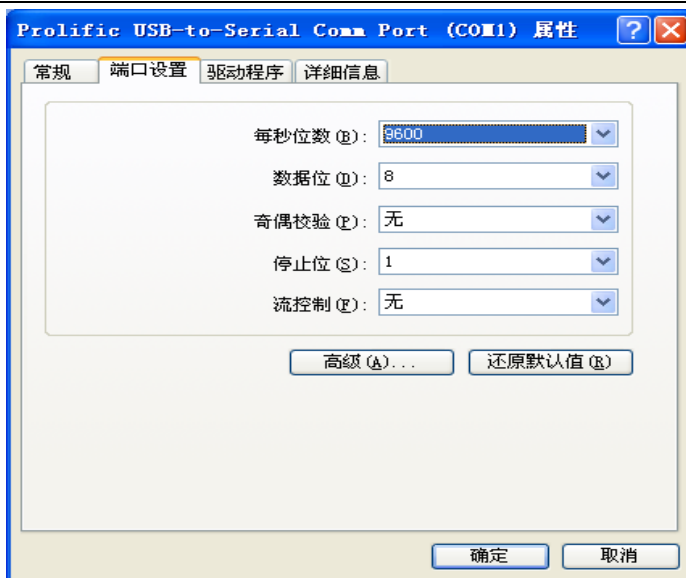 Prolific USB-to-Serial Comm Port (COM1) 属性
常规 端口设置 驱动程序 详细信息
每秒位数(B): 9600
数据位(D): 8
奇偶校验(P): 无
停止位(S): 1
流控制(F): 无
高级(A)... 还原默认值(R)
确定 取消